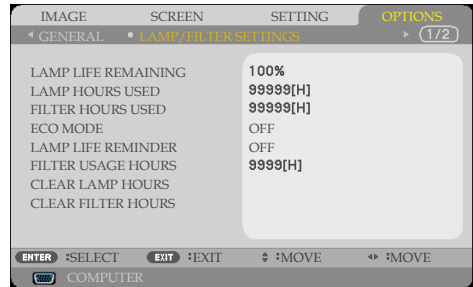 IMAGE SCREEN SETTING OPTIONS
GENERAL LAMP/FILTER SETTINGS (1/2)
LAMP LIFE REMAINING 100%
LAMP HOURS USED 99999[H]
FILTER HOURS USED 99999[H]
ECO MODE OFF
LAMP LIFE REMINDER OFF
FILTER USAGE HOURS 9999[H]
CLEAR LAMP HOURS
CLEAR FILTER HOURS
ENTER :SELECT EXIT :EXIT :MOVE :MOVE
COMPUTER